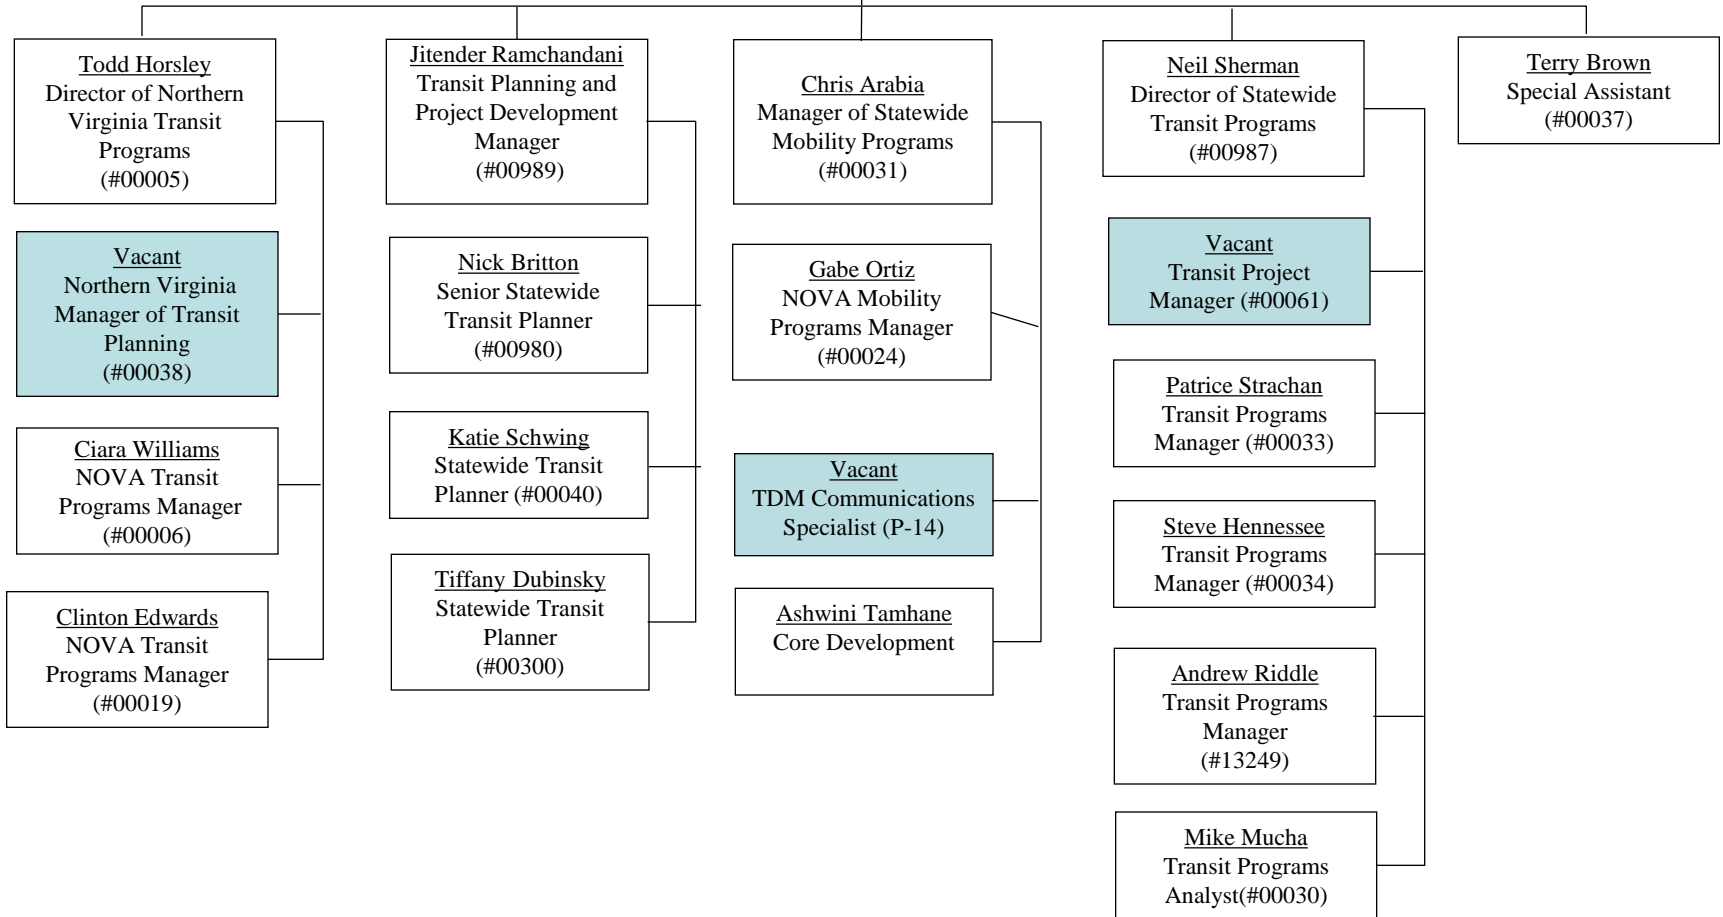 Todd Horsley
Director of Northern
Virginia Transit
Programs
(#00005)
Vacant
Northern Virginia
Manager of Transit
Planning
(#00038)
Ciara Williams
NOVA Transit
Programs Manager
(#00006)
Clinton Edwards
NOVA Transit
Programs Manager
(#00019)
Jitender Ramchandani
Transit Planning and
Project Development
Manager
(#00989)
Nick Britton
Senior Statewide
Transit Planner
(#00980)
Katie Schwing
Statewide Transit
Planner (#00040)
Tiffany Dubinsky
Statewide Transit
Planner
(#00300)
Chris Arabia
Manager of Statewide
Mobility Programs
(#00031)
Gabe Ortiz
NOVA Mobility
Programs Manager
(#00024)
Vacant
TDM Communications
Specialist (P-14)
Ashwini Tamhane
Core Development
Neil Sherman
Director of Statewide
Transit Programs
(#00987)
Vacant
Transit Project
Manager (#00061)
Patrice Strachan
Transit Programs
Manager (#00033)
Steve Hennessee
Transit Programs
Manager (#00034)
Andrew Riddle
Transit Programs
Manager
(#13249)
Mike Mucha
Transit Programs
Analyst(#00030)
Terry Brown
Special Assistant
(#00037)